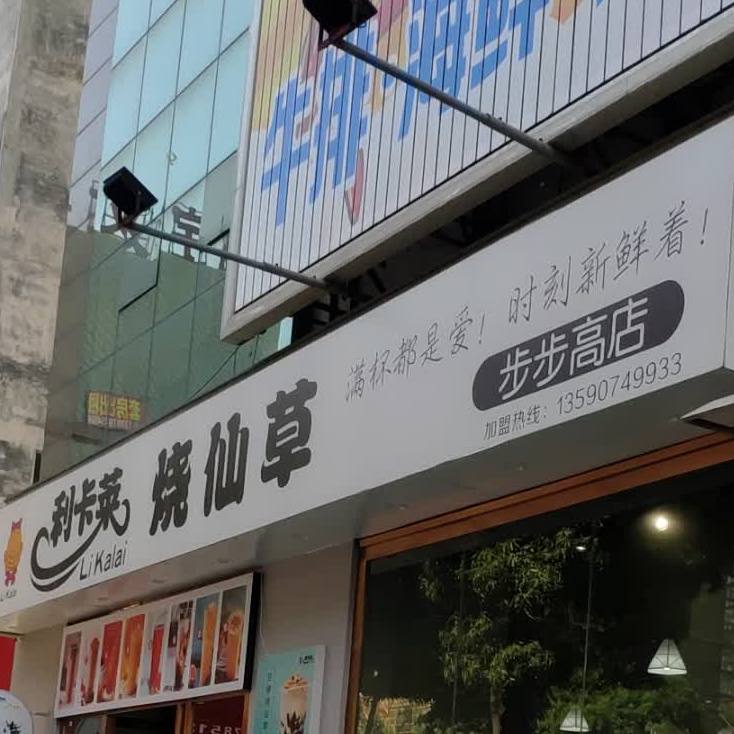 牛排 海鲜
满杯都是爱！时刻新鲜着！
步步高店
加盟热线：13590749933
利卡莱 烧仙草
Li Kalai